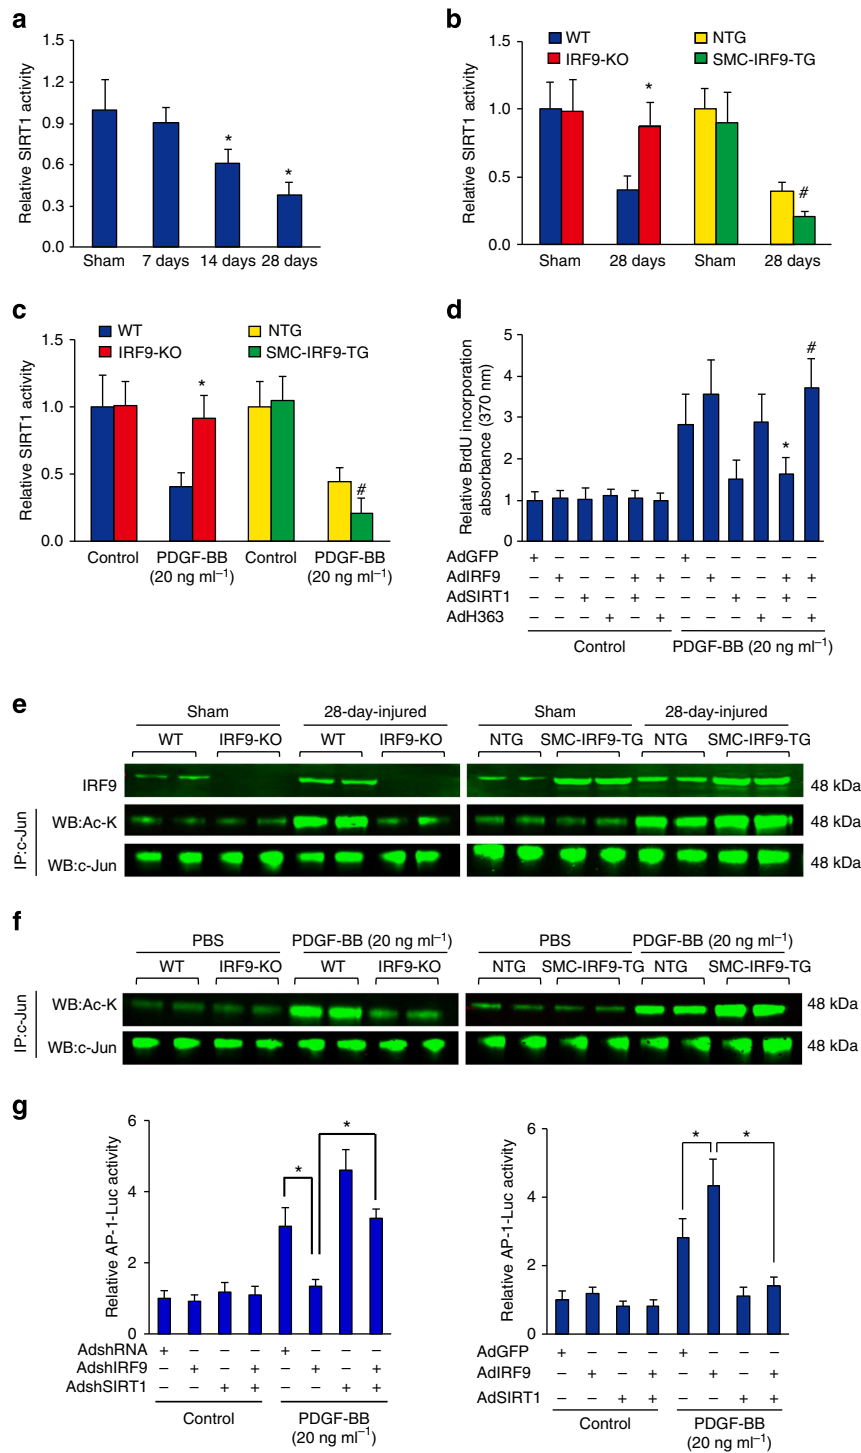 a
Relative SIRT1 activity
1.5
1.2
0.9
0.6
0.3
0.0
*
*
Sham 7 days 14 days 28 days
b
WT NTG
IRF9-KO SMC-IRF9-TG
Relative SIRT1 activity
1.5
1.0
0.5
0.0
*
#
Sham 28 days Sham 28 days
c
WT NTG
IRF9-KO SMC-IRF9-TG
Relative SIRT1 activity
1.5
1.0
0.5
0.0
*
#
Control PDGF-BB Control PDGF-BB
(20 ng ml⁻¹) (20 ng ml⁻¹)
d
Relative BrdU incorporation
absorbance (370 nm)
5
4
3
2
1
0
*
#
AdGFP + – – – – – + – – – – –
AdIRF9 – + – – + + – + – – + +
AdSIRT1 – – + – + – – – + – + –
AdH363 – – – + – + – – – + – +
Control PDGF-BB (20 ng ml⁻¹)
e
Sham 28-day-injured Sham 28-day-injured
WT IRF9-KO WT IRF9-KO NTG SMC-IRF9-TG NTG SMC-IRF9-TG
IRF9 48 kDa
IP:c-Jun
WB:Ac-K 48 kDa
WB:c-Jun 48 kDa
f
PBS PDGF-BB (20 ng ml⁻¹) PBS PDGF-BB (20 ng ml⁻¹)
WT IRF9-KO WT IRF9-KO NTG SMC-IRF9-TG NTG SMC-IRF9-TG
IP:c-Jun
WB:Ac-K 48 kDa
WB:c-Jun 48 kDa
g
Relative AP-1-Luc activity
6
4
2
0
*
*
AdshRNA + – – – + – – –
AdshIRF9 – + – + – + – +
AdshSIRT1 – – + + – – + +
Control PDGF-BB
(20 ng ml⁻¹)
Relative AP-1-Luc activity
6
4
2
0
*
*
AdGFP + – – – + – – –
AdIRF9 – + – + – + – +
AdSIRT1 – – + + – – + +
Control PDGF-BB
(20 ng ml⁻¹)